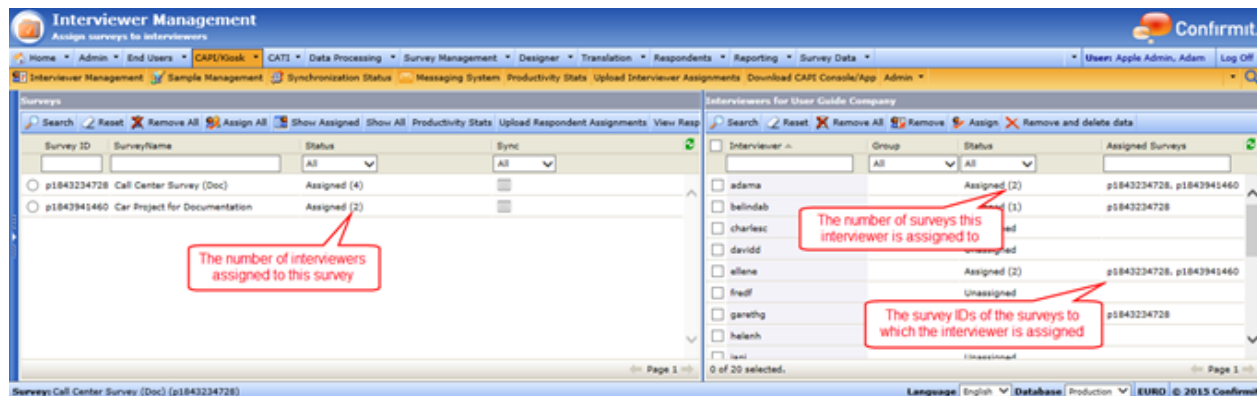 Interviewer Management
Assign surveys to interviewers
Confirmit.
Home Admin End Users CAPI/Kiosk CATI Data Processing Survey Management Designer Translation Respondents Reporting Survey Data User: Apple Admin, Adam Log Off
Interviewer Management Sample Management Synchronization Status Messaging System Productivity Stats Upload Interviewer Assignments Download CAPI Console/App Admin
Surveys
Search Reset Remove All Assign All Show Assigned Show All Productivity Stats Upload Respondent Assignments View Resp
Survey ID SurveyName Status Sync
All All
p1843234728 Call Center Survey (Doc) Assigned (4)
p1843941460 Car Project for Documentation Assigned (2)
The number of interviewers
assigned to this survey
Page 1
Interviewers for User Guide Company
Search Reset Remove All Remove Assign Remove and delete data
Interviewer Group Status Assigned Surveys
All All
adama Assigned (2) p1843234728, p1843941460
belindab (1) p1843234728
charlesc
davidd Unassigned
The number of surveys this
interviewer is assigned to
ellene Assigned (2) p1843234728, p1843941460
fredf Unassigned
garethg p1843234728
helenh
The survey IDs of the surveys to
which the interviewer is assigned
0 of 20 selected. Page 1
Survey: Call Center Survey (Doc) (p1843234728) Language English Database Production EURO © 2015 Confirmit